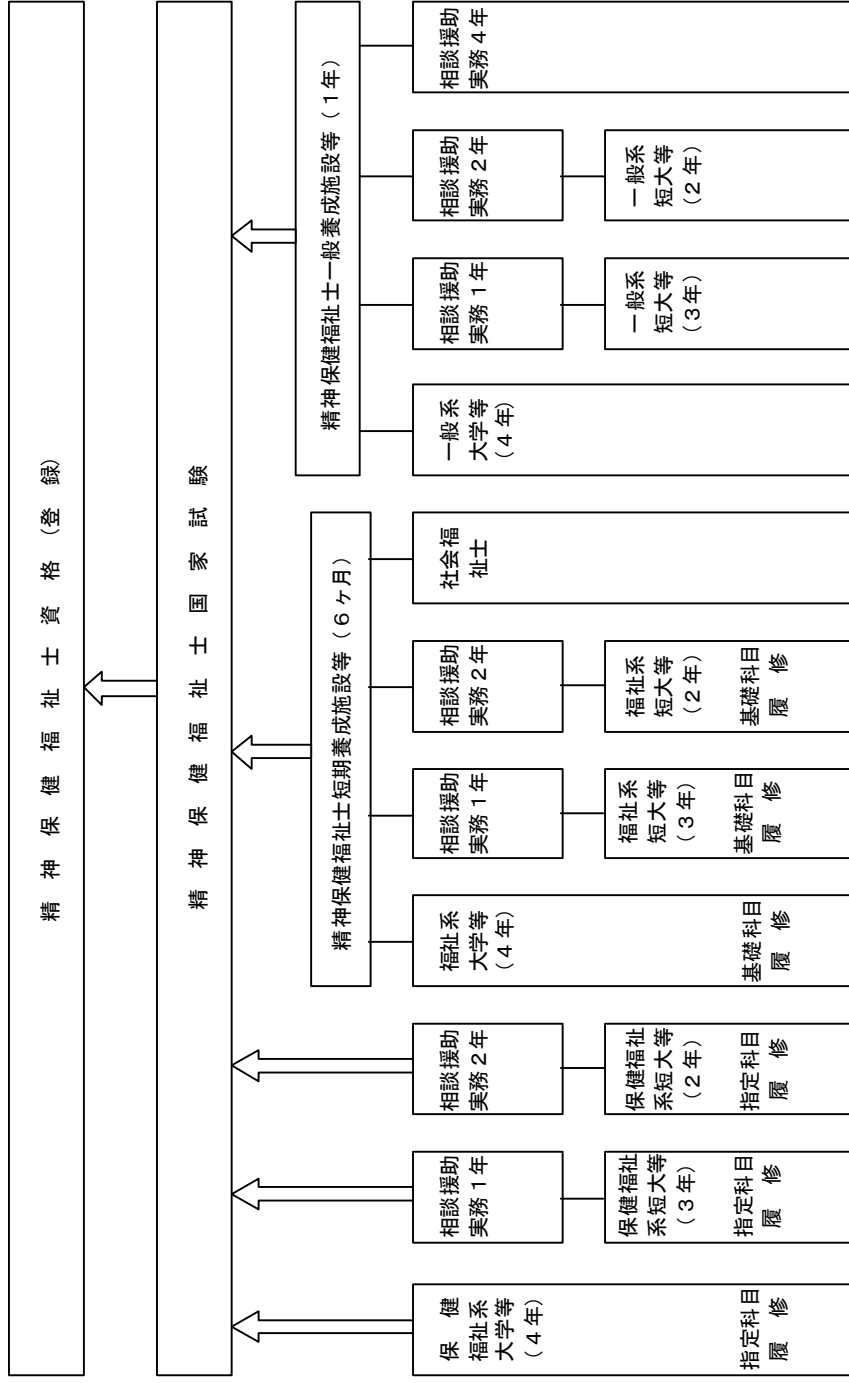 精神保健福祉士資格（登録）
精神保健福祉士国家試験
精神保健福祉士短期養成施設等（６ヶ月）
精神保健福祉士一般養成施設等（１年）
保健
福祉系
大学等
（４年）
指定科目
履修
相談援助
実務１年
保健福祉
系短大等
（３年）
指定科目
履修
相談援助
実務２年
保健福祉
系短大等
（２年）
指定科目
履修
福祉系
大学等
（４年）
基礎科目
履修
相談援助
実務１年
福祉系
短大等
（３年）
基礎科目
履修
相談援助
実務２年
福祉系
短大等
（２年）
基礎科目
履修
社会福
祉士
一般系
大学等
（４年）
相談援助
実務１年
一般系
短大等
（３年）
相談援助
実務２年
一般系
短大等
（２年）
相談援助
実務４年